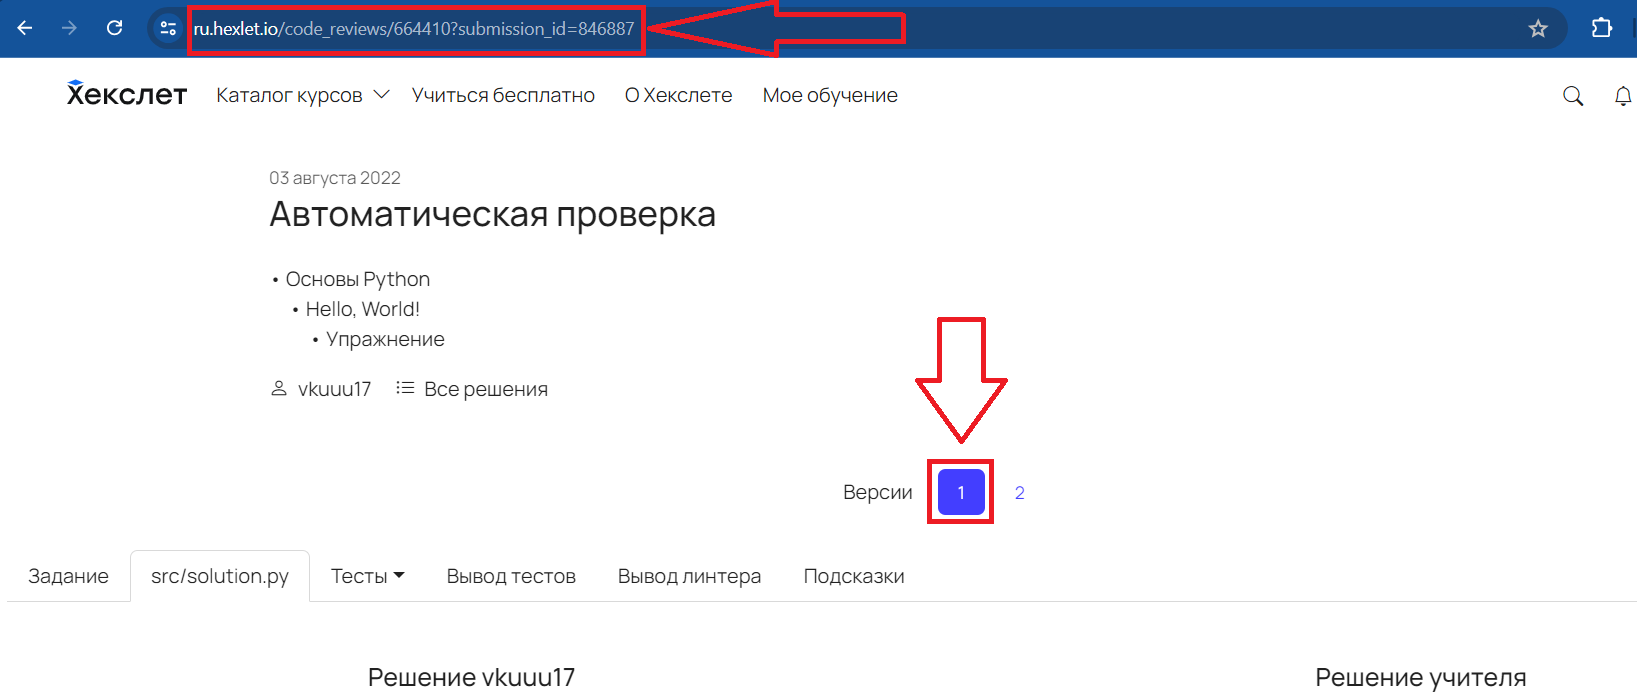 ru.hexlet.io/code_reviews/664410?submission_id=846887
Хекслет Каталог курсов Учиться бесплатно О Хекслете Мое обучение
03 августа 2022
Автоматическая проверка
• Основы Python
• Hello, World!
• Упражнение
vkuuu17 Все решения
Версии 1 2
Задание src/solution.py Тесты Вывод тестов Вывод линтера Подсказки
Решение vkuuu17 Решение учителя